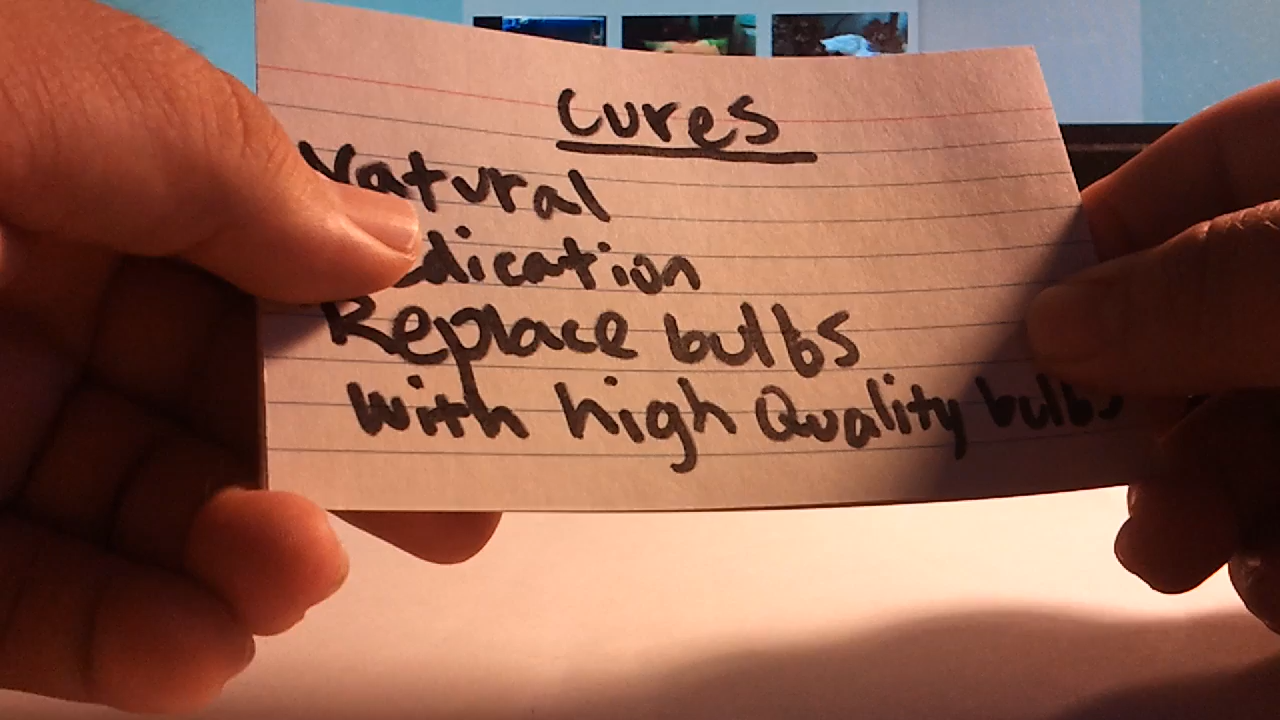 Cures
Natural
dication
Replace bulbs
with high Quality bulbs